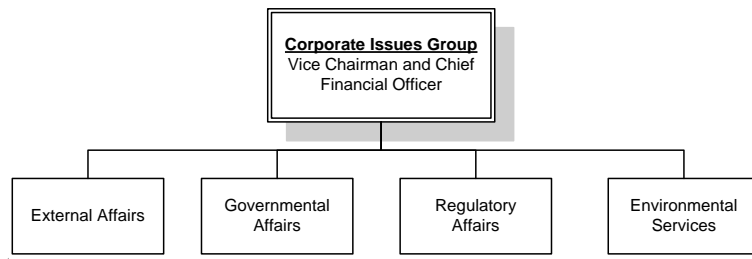 Corporate Issues Group
Vice Chairman and Chief
Financial Officer
External Affairs
Governmental
Affairs
Regulatory
Affairs
Environmental
Services